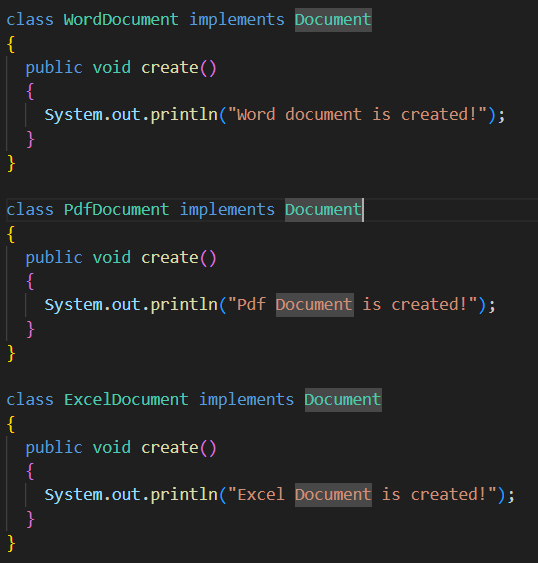 class WordDocument implements Document
{
  public void create()
  {
    System.out.println("Word document is created!");
  }
}

class PdfDocument implements Document
{
  public void create()
  {
    System.out.println("Pdf Document is created!");
  }
}

class ExcelDocument implements Document
{
  public void create()
  {
    System.out.println("Excel Document is created!");
  }
}